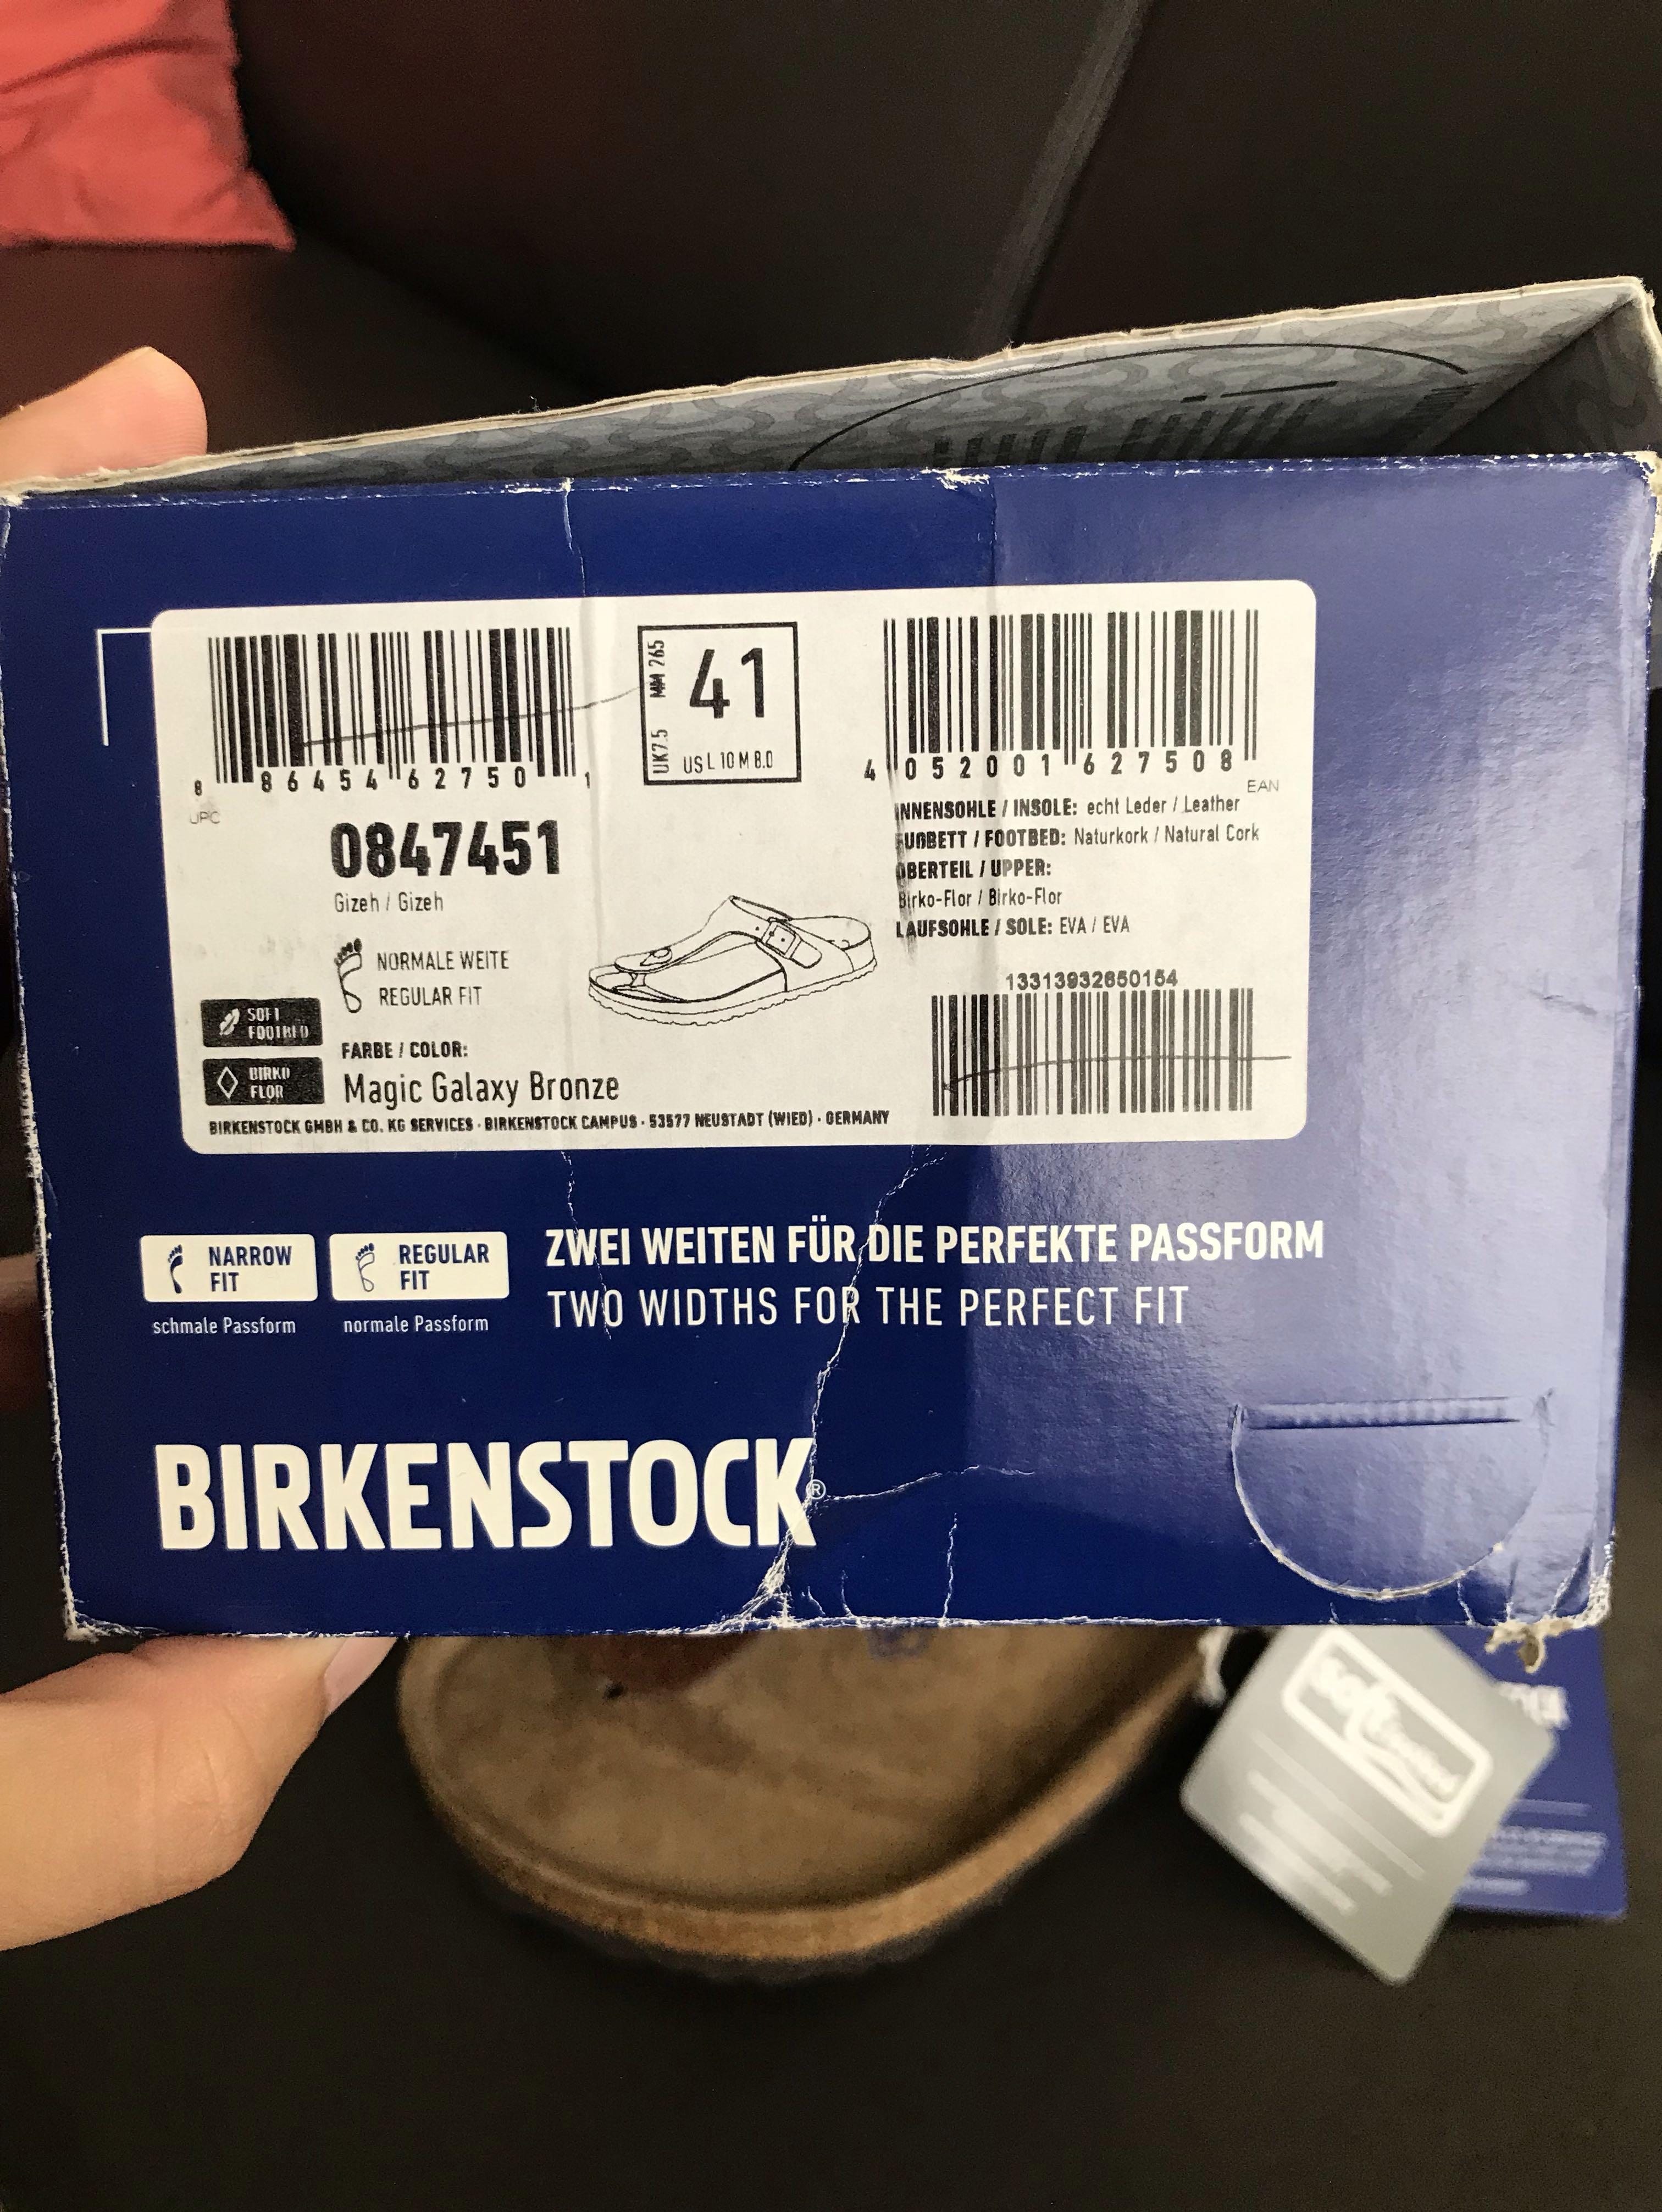 8 86454 62750 1
UPC
MM 265
UK7.5
41
US L 10 M 8.0
4 052001 627508
EAN
0847451
Gizeh / Gizeh
NORMALE WEITE
REGULAR FIT
SOFT
FOOTBED
BIRKO
FLOR
FARBE / COLOR:
Magic Galaxy Bronze
INNENSOHLE / INSOLE: echt Leder / Leather
FUßBETT / FOOTBED: Naturkork / Natural Cork
OBERTEIL / UPPER:
Birko-Flor / Birko-Flor
LAUFSOHLE / SOLE: EVA / EVA
13313932650154
BIRKENSTOCK GMBH & CO. KG SERVICES · BIRKENSTOCK CAMPUS · 53577 NEUSTADT (WIED) · GERMANY
NARROW
FIT
schmale Passform
REGULAR
FIT
normale Passform
ZWEI WEITEN FÜR DIE PERFEKTE PASSFORM
TWO WIDTHS FOR THE PERFECT FIT
BIRKENSTOCK®